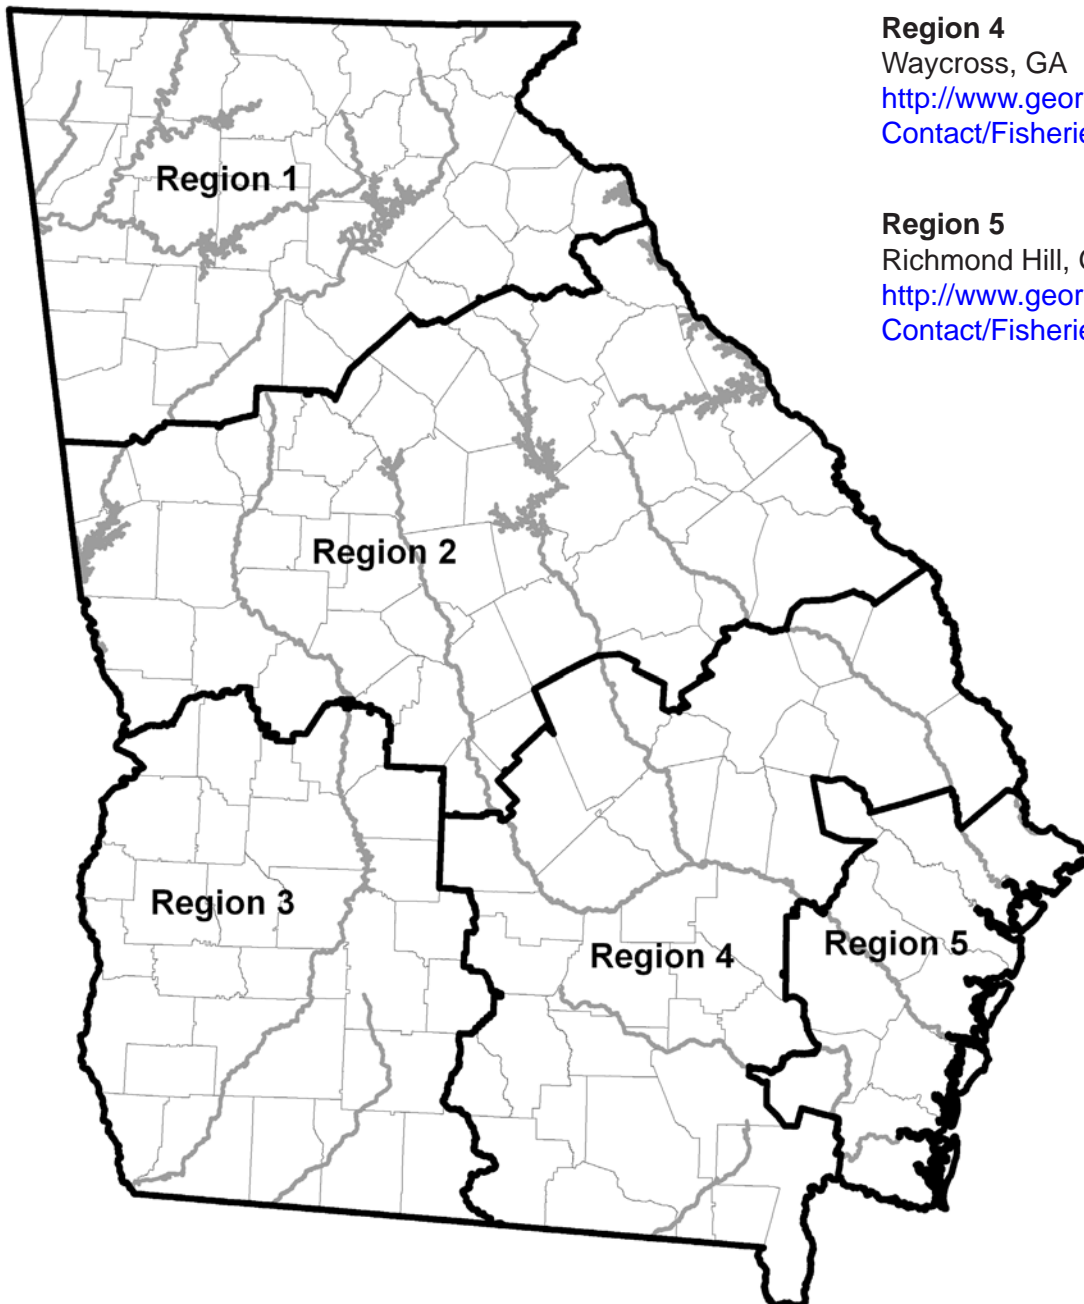 Region 4
Waycross, GA
http://www.geor
Contact/Fisherie
Region 5
Richmond Hill,
http://www.geor
Contact/Fisherie
Region 1
Region 2
Region 3
Region 4
Region 5